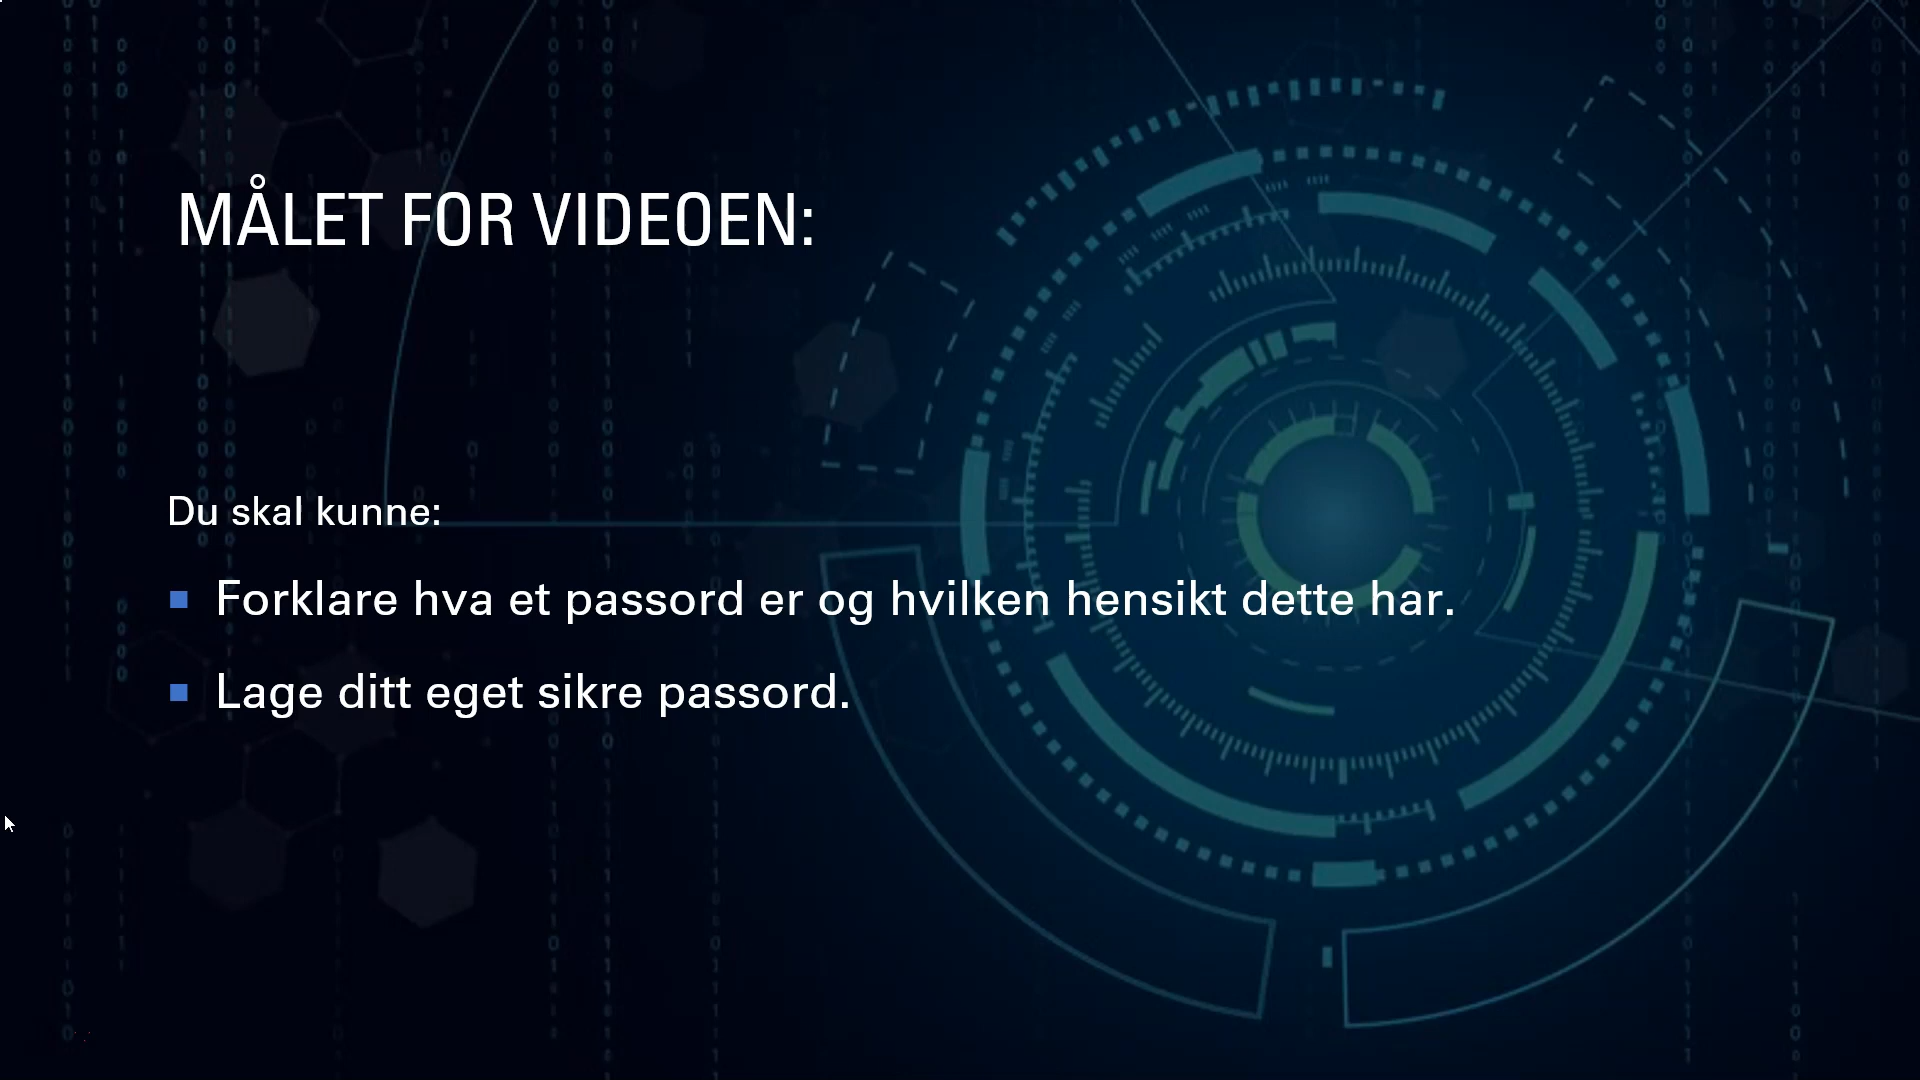 MÅLET FOR VIDEOEN:
Du skal kunne:
Forklare hva et passord er og hvilken hensikt dette har.
Lage ditt eget sikre passord.